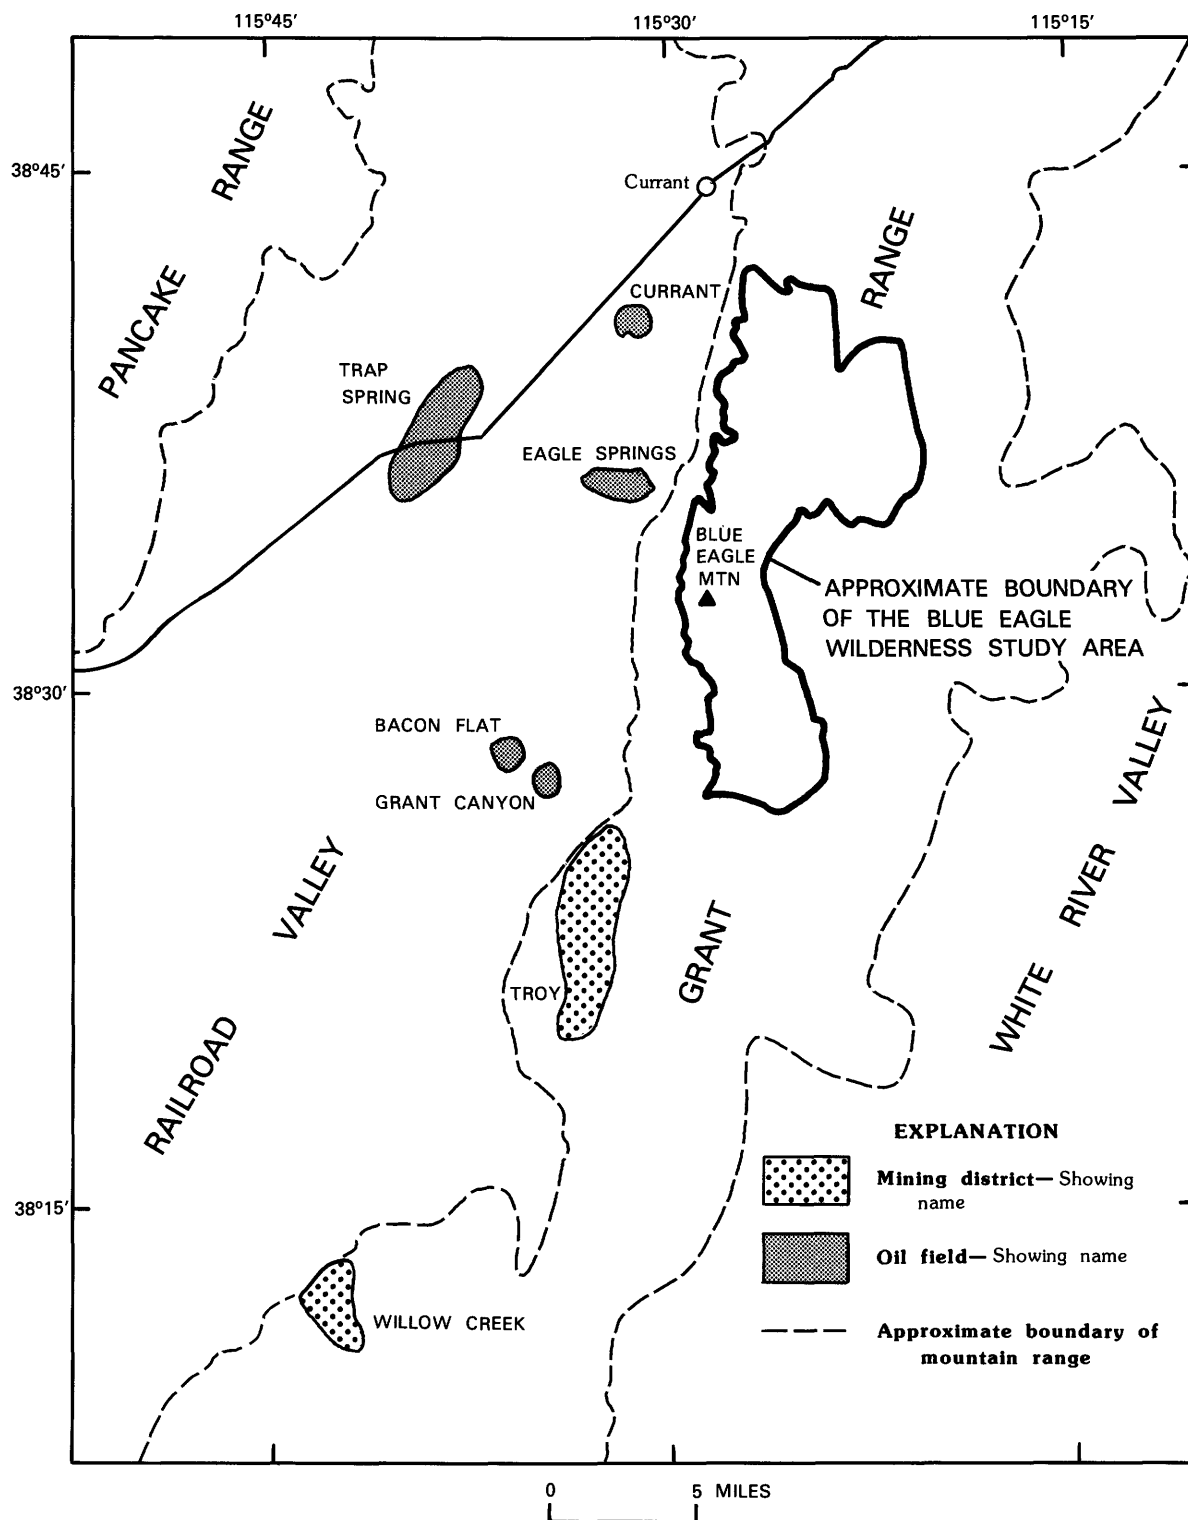 115°45′ 115°30′ 115°15′
38°45′
PANCAKE RANGE
Currant
RANGE
CURRANT
TRAP
SPRING
EAGLE SPRINGS
BLUE
EAGLE
MTN
APPROXIMATE BOUNDARY
OF THE BLUE EAGLE
WILDERNESS STUDY AREA
38°30′
BACON FLAT
GRANT CANYON
WHITE RIVER VALLEY
RAILROAD VALLEY
GRANT
TROY
EXPLANATION
Mining district— Showing
name
38°15′
Oil field— Showing name
WILLOW CREEK
Approximate boundary of
mountain range
0 5 MILES